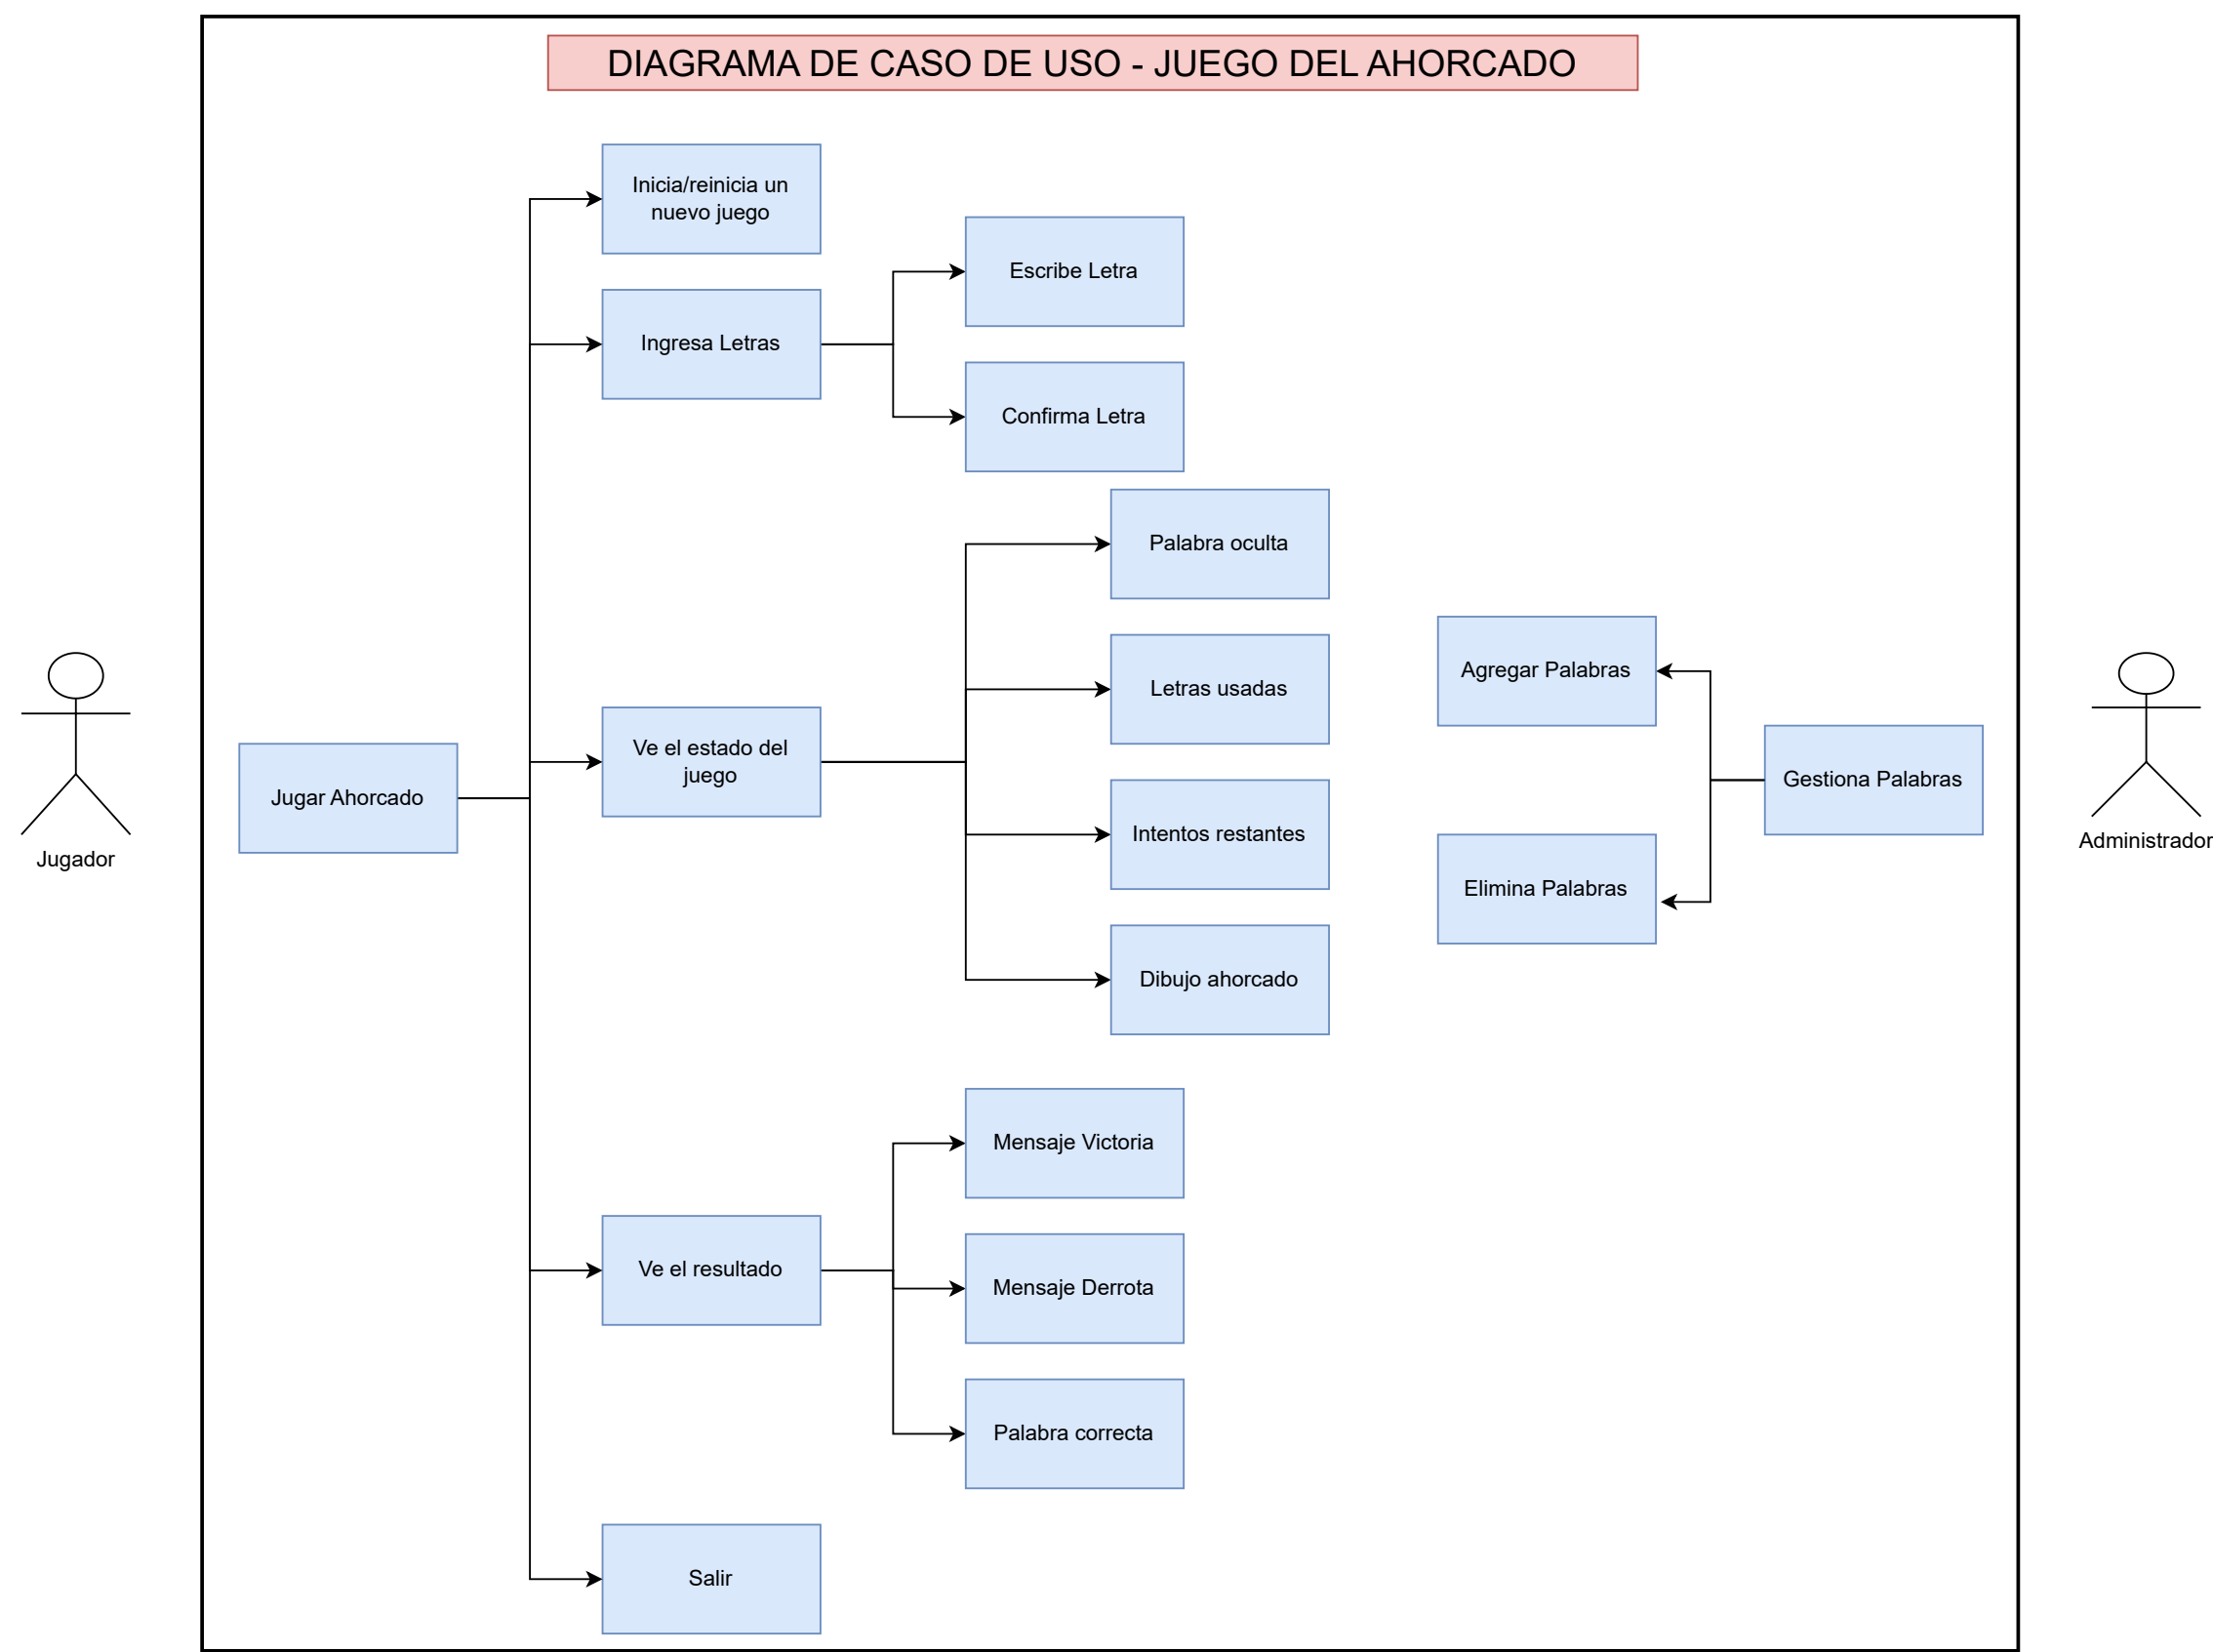 DIAGRAMA DE CASO DE USO - JUEGO DEL AHORCADO
Inicia/reinicia un
nuevo juego
Ingresa Letras
Escribe Letra
Confirma Letra
Palabra oculta
Letras usadas
Intentos restantes
Dibujo ahorcado
Ve el estado del
juego
Jugar Ahorcado
Jugador
Agregar Palabras
Elimina Palabras
Gestiona Palabras
Administrador
Ve el resultado
Mensaje Victoria
Mensaje Derrota
Palabra correcta
Salir